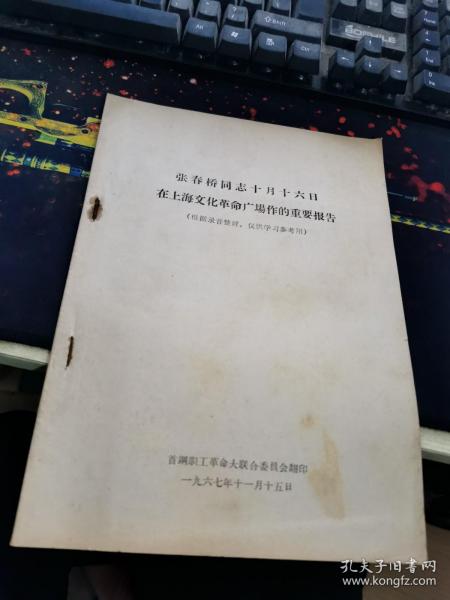 张春桥同志十月十六日
在上海文化革命广場作的重要报告
(根据录音整理,仅供学习参考用)
首鋼职工革命大联合委員会翻印
一九六七年十一月十五日
孔夫子旧书网
www.kongfz.com